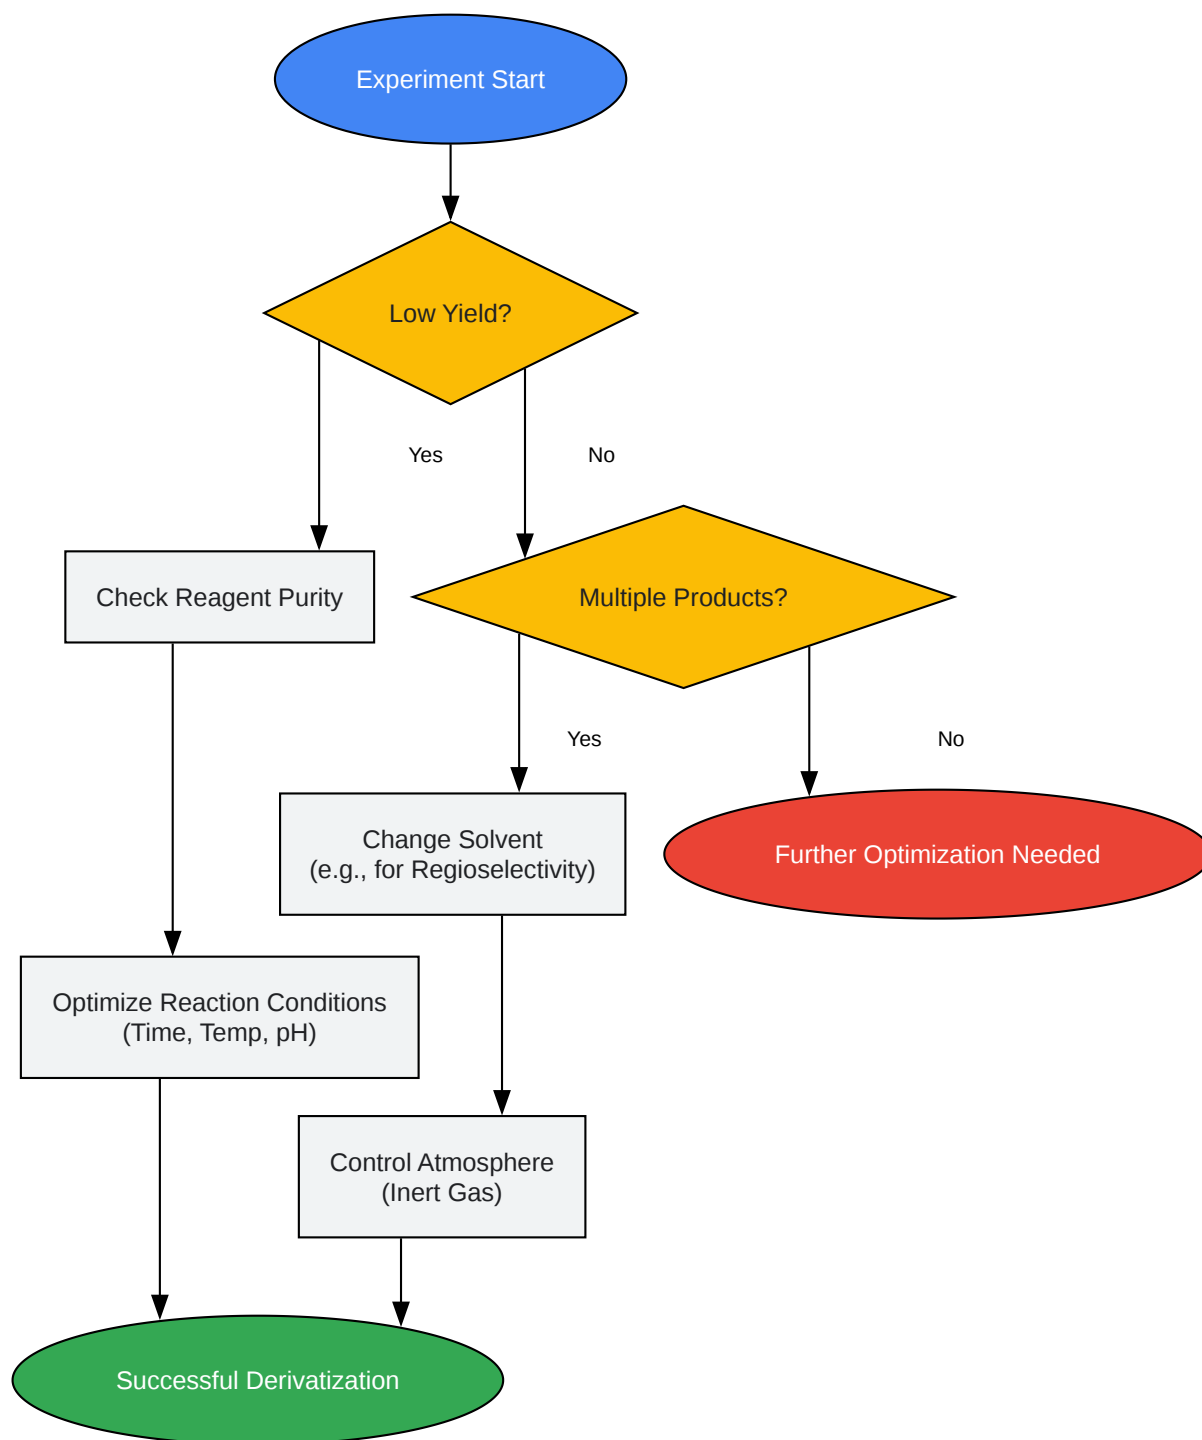 Experiment Start
Low Yield?
Yes
No
Check Reagent Purity
Multiple Products?
Yes
No
Change Solvent
(e.g., for Regioselectivity)
Further Optimization Needed
Optimize Reaction Conditions
(Time, Temp, pH)
Control Atmosphere
(Inert Gas)
Successful Derivatization